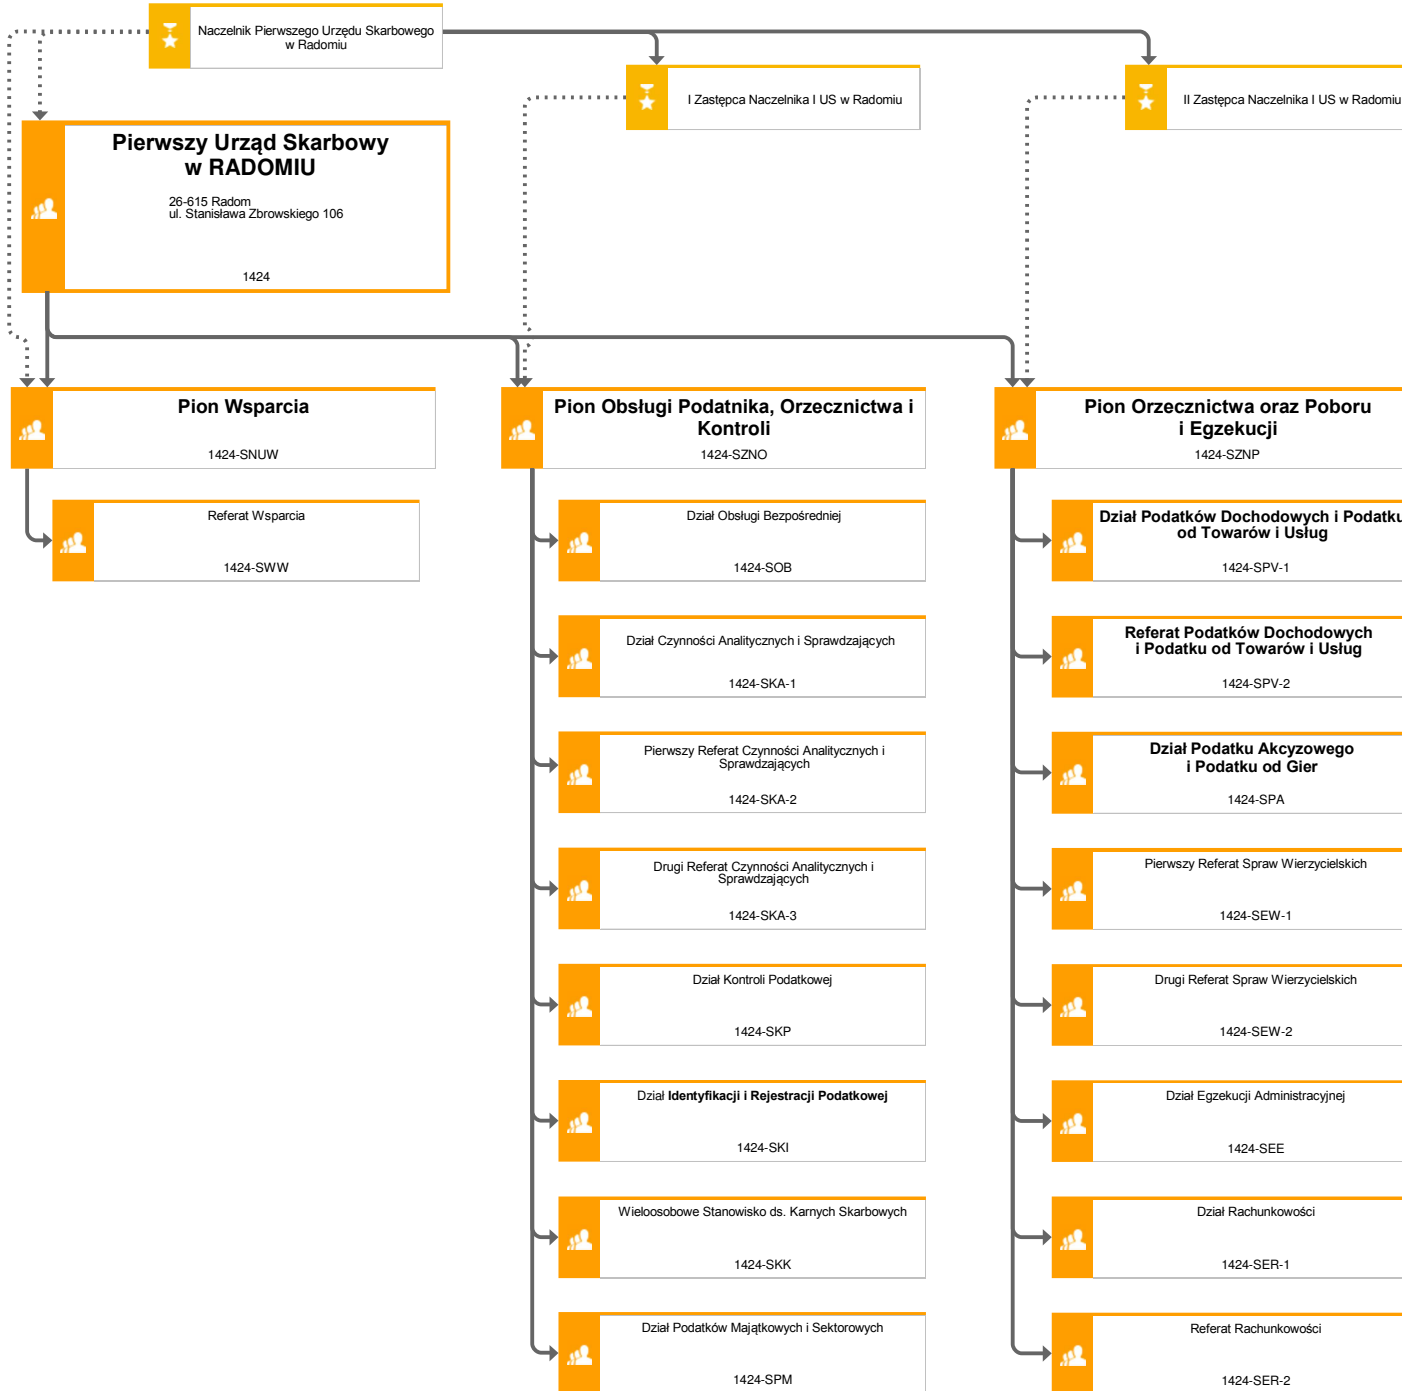 Naczelnik Pierwszego Urzędu Skarbowego
w Radomiu
I Zastępca Naczelnika I US w Radomiu
II Zastępca Naczelnika I US w Radomiu
Pierwszy Urząd Skarbowy
w RADOMIU
26-615 Radom
ul. Stanisława Zbrowskiego 106
1424
Pion Wsparcia
1424-SNUW
Referat Wsparcia
1424-SWW
Pion Obsługi Podatnika, Orzecznictwa i
Kontroli
1424-SZNO
Dział Obsługi Bezpośredniej
1424-SOB
Dział Czynności Analitycznych i Sprawdzających
1424-SKA-1
Pierwszy Referat Czynności Analitycznych i
Sprawdzających
1424-SKA-2
Drugi Referat Czynności Analitycznych i
Sprawdzających
1424-SKA-3
Dział Kontroli Podatkowej
1424-SKP
Dział Identyfikacji i Rejestracji Podatkowej
1424-SKI
Wieloosobowe Stanowisko ds. Karnych Skarbowych
1424-SKK
Dział Podatków Majątkowych i Sektorowych
1424-SPM
Pion Orzecznictwa oraz Poboru
i Egzekucji
1424-SZNP
Dział Podatków Dochodowych i Podatku
od Towarów i Usług
1424-SPV-1
Referat Podatków Dochodowych
i Podatku od Towarów i Usług
1424-SPV-2
Dział Podatku Akcyzowego
i Podatku od Gier
1424-SPA
Pierwszy Referat Spraw Wierzycielskich
1424-SEW-1
Drugi Referat Spraw Wierzycielskich
1424-SEW-2
Dział Egzekucji Administracyjnej
1424-SEE
Dział Rachunkowości
1424-SER-1
Referat Rachunkowości
1424-SER-2